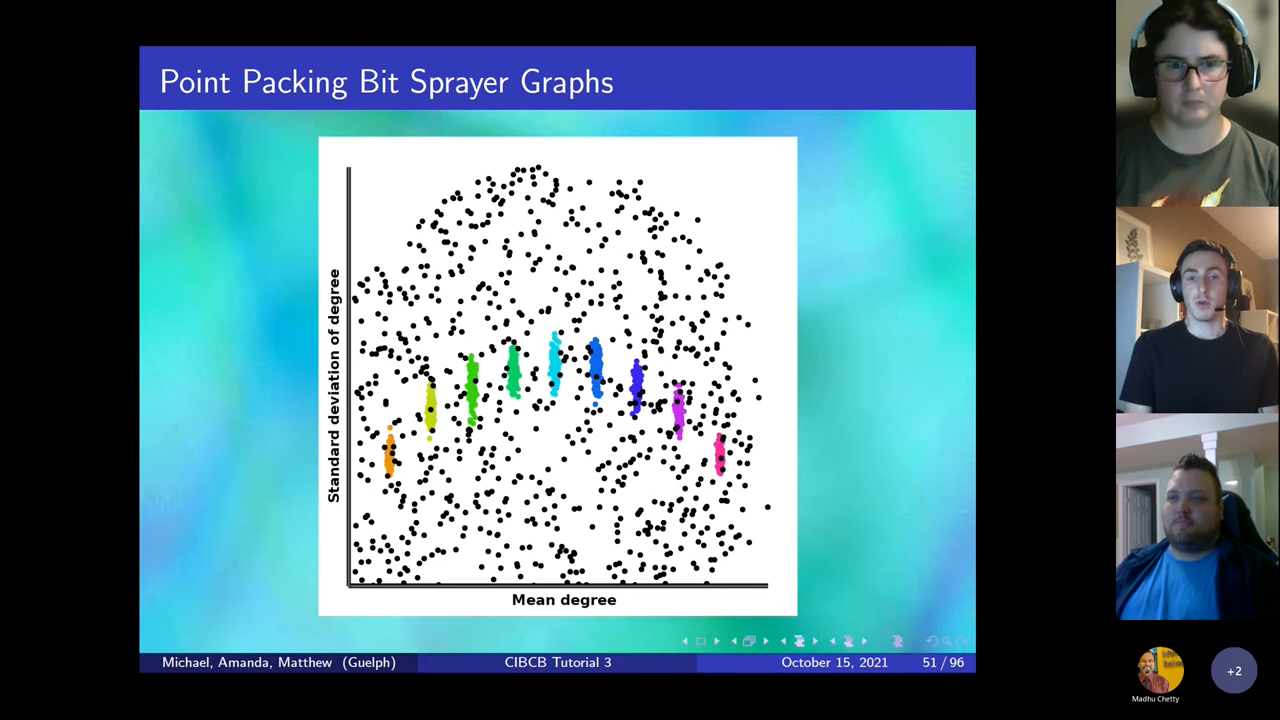 Point Packing Bit Sprayer Graphs
Standard deviation of degree
Mean degree
Michael, Amanda, Matthew (Guelph)
CIBCB Tutorial 3
October 15, 2021
51 / 96
Madhu Chetty
+2